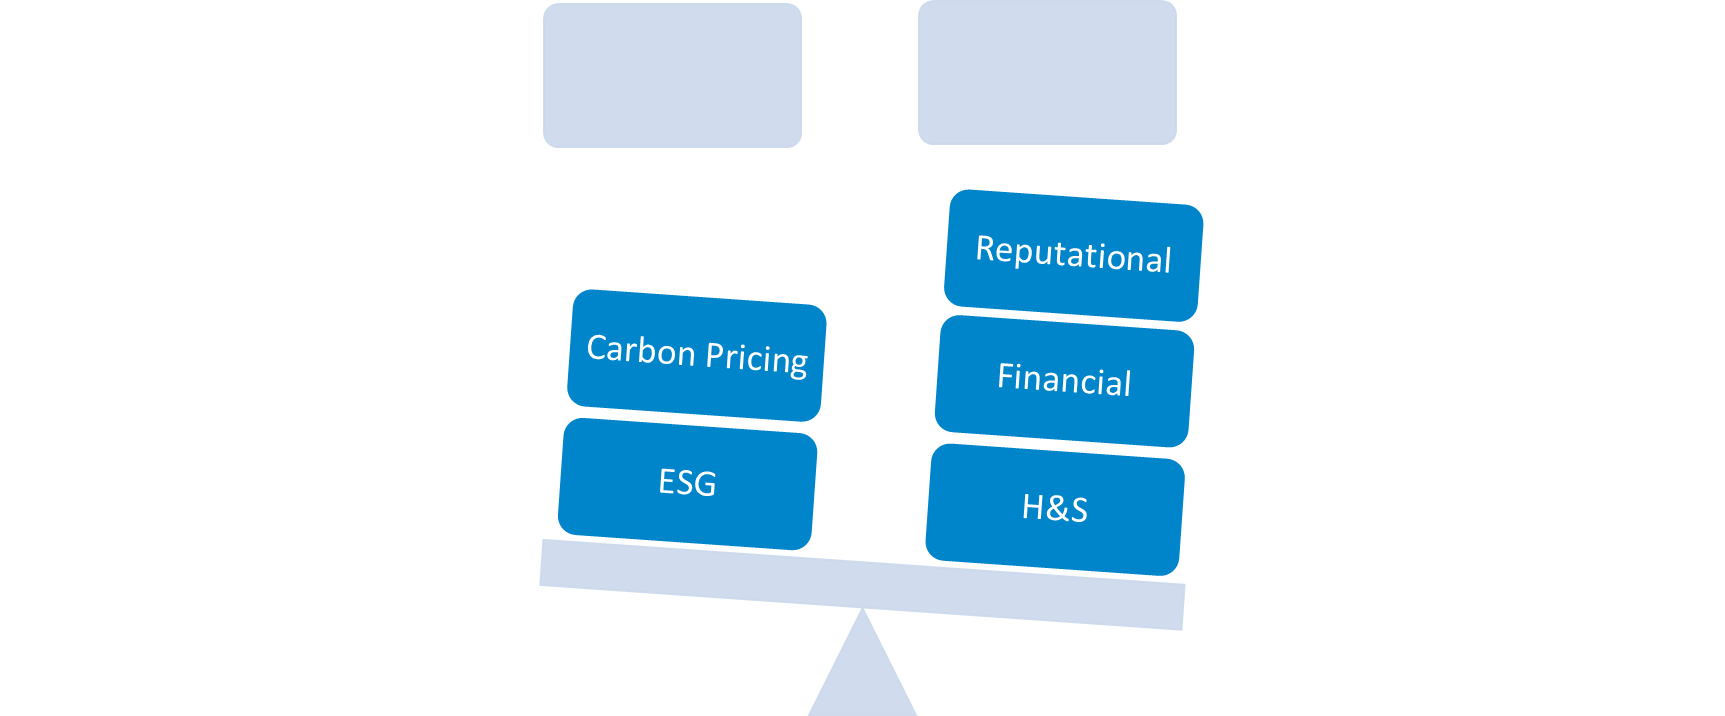 Reputational
Carbon Pricing
Financial
ESG
H&S